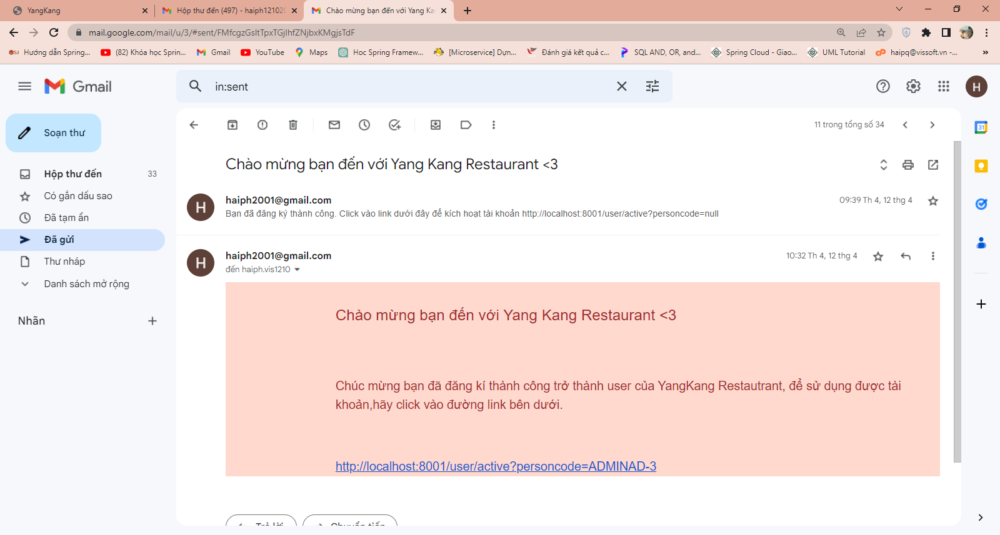 YangKang
Hộp thư đến (497) - haiph12102
Chào mừng bạn đến với Yang Ka
mail.google.com/mail/u/3/#sent/FMfcgzGsltTpxTGjlhfZNjbxKMgjsTdF
Hướng dẫn Spring...
(82) Khóa học Sprin...
Gmail
YouTube
Maps
Hoc Spring Framew...
[Microservice] Dựn...
Đánh giá kết quả c...
SQL AND, OR, and...
Spring Cloud - Giao...
UML Tutorial
haipq@vissoft.vn -...
»
Gmail
in:sent
H
Soạn thư
11 trong tổng số 34
31
Chào mừng bạn đến với Yang Kang Restaurant <3
Hộp thư đến 33
Có gắn dấu sao
Đã tạm ẩn
Đã gửi
Thư nháp
Danh sách mở rộng
Nhãn
H
haiph2001@gmail.com
09:39 Th 4, 12 thg 4
Bạn đã đăng ký thành công. Click vào link dưới đây để kích hoạt tài khoản http://localhost:8001/user/active?personcode=null
H
haiph2001@gmail.com
10:32 Th 4, 12 thg 4
đến haiph.vis1210
Chào mừng bạn đến với Yang Kang Restaurant <3
Chúc mừng bạn đã đăng kí thành công trở thành user của YangKang Restautrant, để sử dụng được tài
khoản,hãy click vào đường link bên dưới.
http://localhost:8001/user/active?personcode=ADMINAD-3
Trả lời
Chuyển tiếp